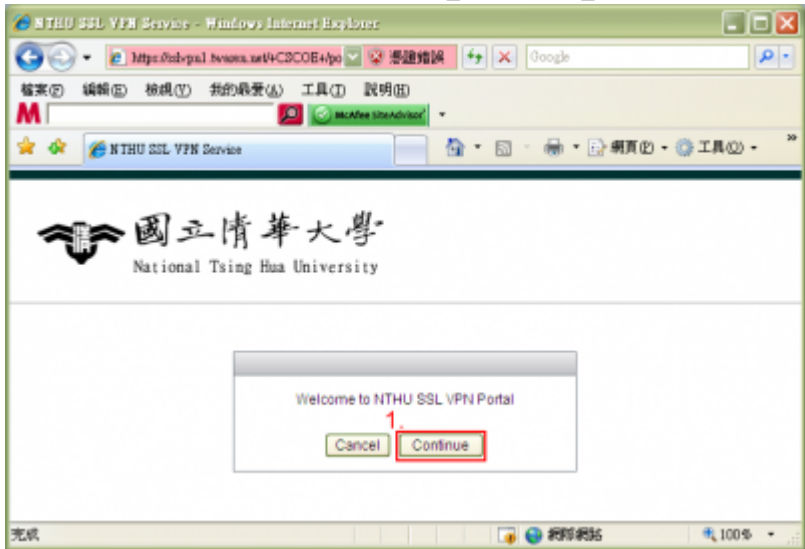 NTHU SSL VPN Service - Windows Internet Explorer
憑證錯誤
Google
檔案(F) 編輯(E) 檢視(V) 我的最愛(A) 工具(T) 說明(H)
M McAfee SiteAdvisor
NTHU SSL VPN Service 網頁(P) 工具(O) »
國立清華大學
National Tsing Hua University
Welcome to NTHU SSL VPN Portal
1.
Cancel Continue
完成 網際網路 100%